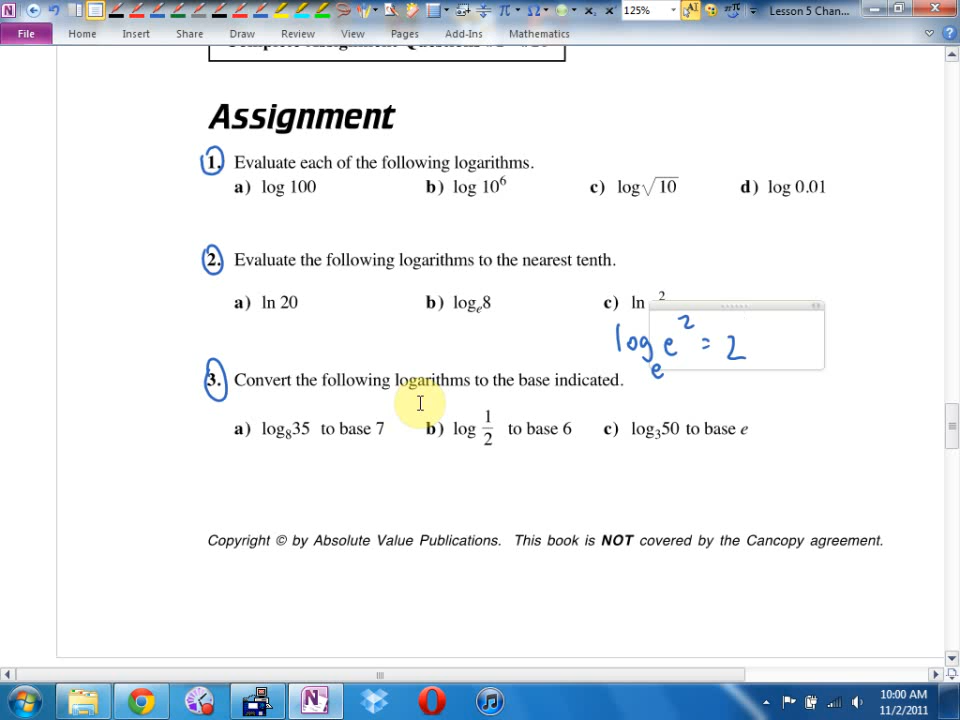 125%
Lesson 5 Chan...
File Home Insert Share Draw Review View Pages Add-Ins Mathematics
Assignment
1. Evaluate each of the following logarithms.
a) log 100 b) log 10⁶ c) log√10 d) log 0.01
2. Evaluate the following logarithms to the nearest tenth.
a) ln 20 b) logₑ8 c) ln
logₑ e² = 2
3. Convert the following logarithms to the base indicated.
a) log₈35 to base 7 b) log 1/2 to base 6 c) log₃50 to base e
Copyright © by Absolute Value Publications. This book is NOT covered by the Cancopy agreement.
10:00 AM
11/2/2011